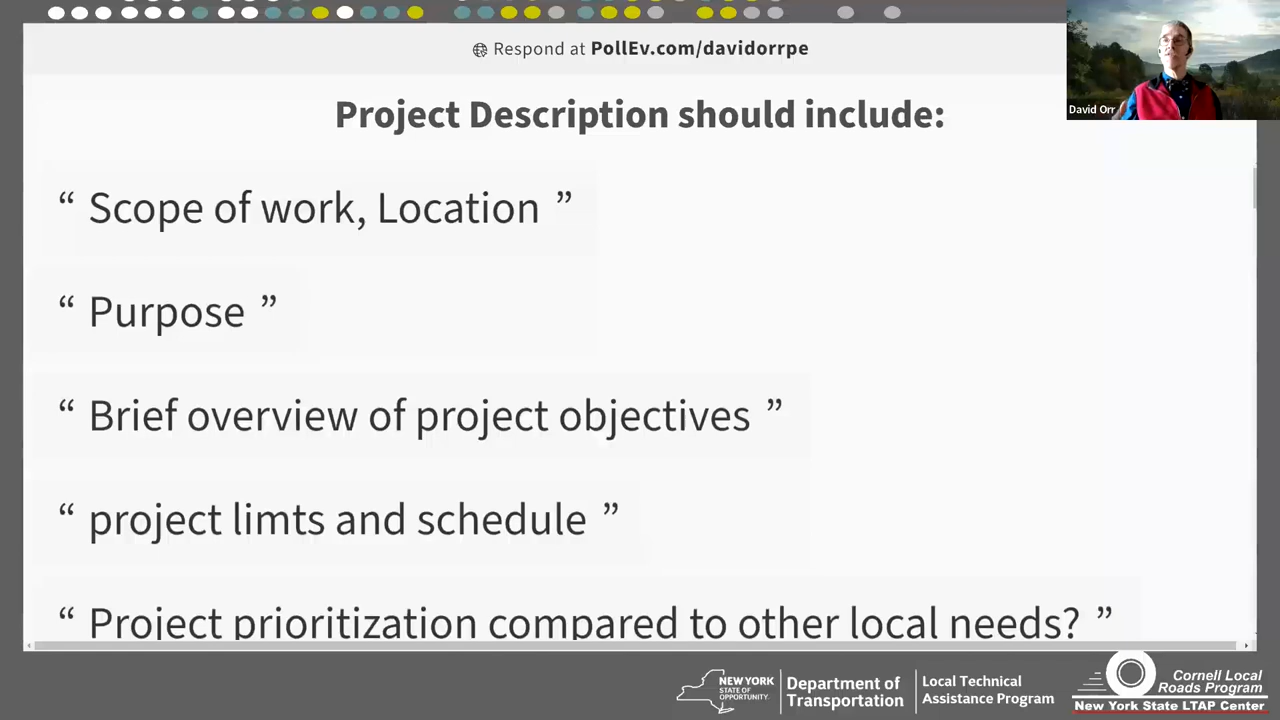 Respond at PollEv.com/davidorrpe
David Orr
Project Description should include:
“ Scope of work, Location ”
“ Purpose ”
“ Brief overview of project objectives ”
“ project limts and schedule ”
“ Project prioritization compared to other local needs? ”
NEW YORK
STATE OF
OPPORTUNITY.
Department of
Transportation
Local Technical
Assistance Program
Cornell Local
Roads Program
New York State LTAP Center